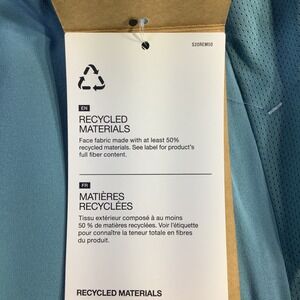 S20REM50
EN
RECYCLED
MATERIALS
Face fabric made with at least 50%
recycled materials. See label for product's
full fiber content.
FR
MATIÈRES
RECYCLÉES
Tissu extérieur composé à au moins
50 % de matières recyclées. Voir l'étiquette
pour connaître la teneur totale en fibres
du produit.
RECYCLED MATERIALS